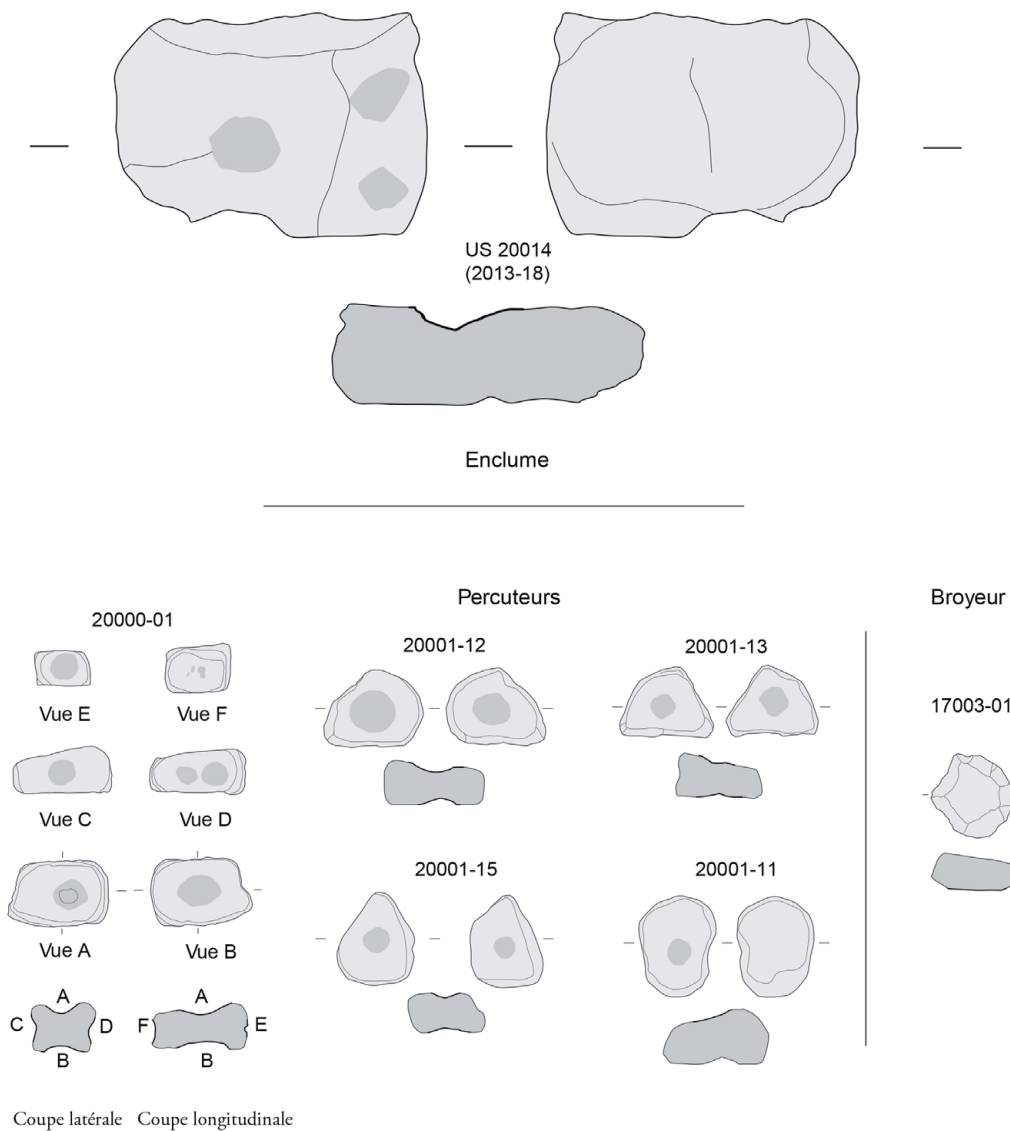 US 20014
(2013-18)
Enclume
Percuteurs
Broyeur
20000-01
Vue E Vue F
Vue C Vue D
Vue A Vue B
A A
C D F E
B B
Coupe latérale Coupe longitudinale
20001-12
20001-13
20001-15
20001-11
17003-01